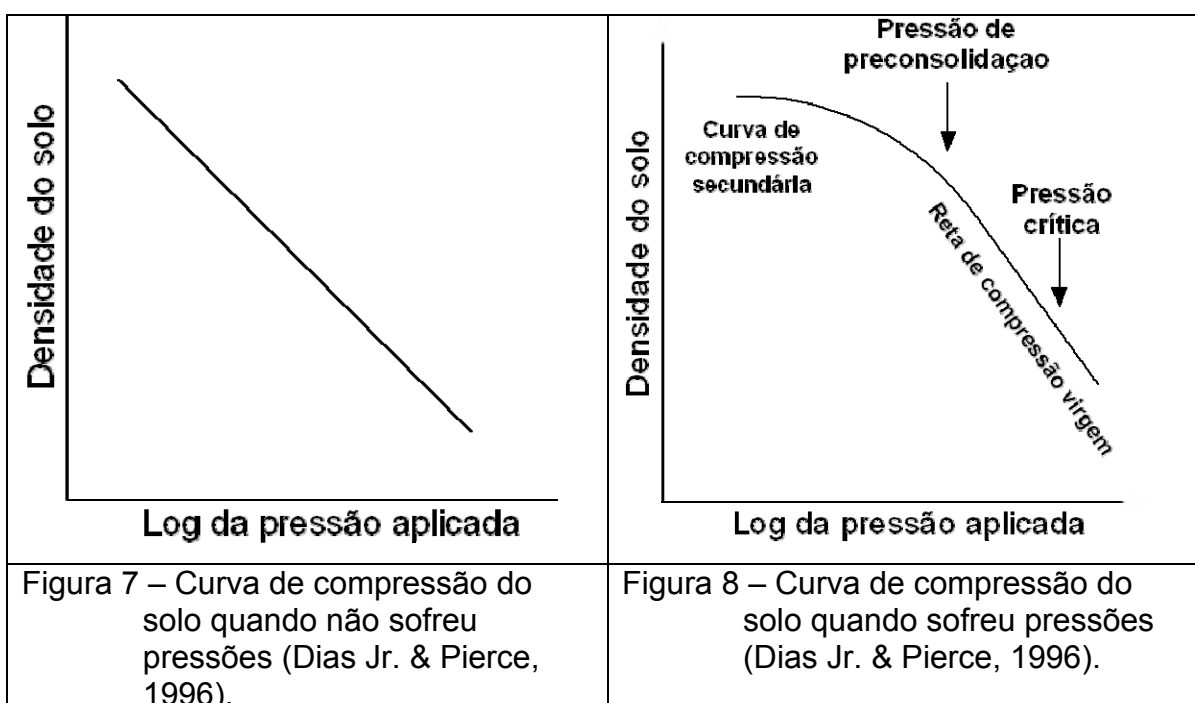 Densidade do solo
Log da pressão aplicada
Figura 7 – Curva de compressão do
solo quando não sofreu
pressões (Dias Jr. & Pierce,
1996).
Pressão de
preconsolidaçao
Curva de
compressão
secundária
Pressão
crítica
Reta de compressão virgem
Densidade do solo
Log da pressão aplicada
Figura 8 – Curva de compressão do
solo quando sofreu pressões
(Dias Jr. & Pierce, 1996).